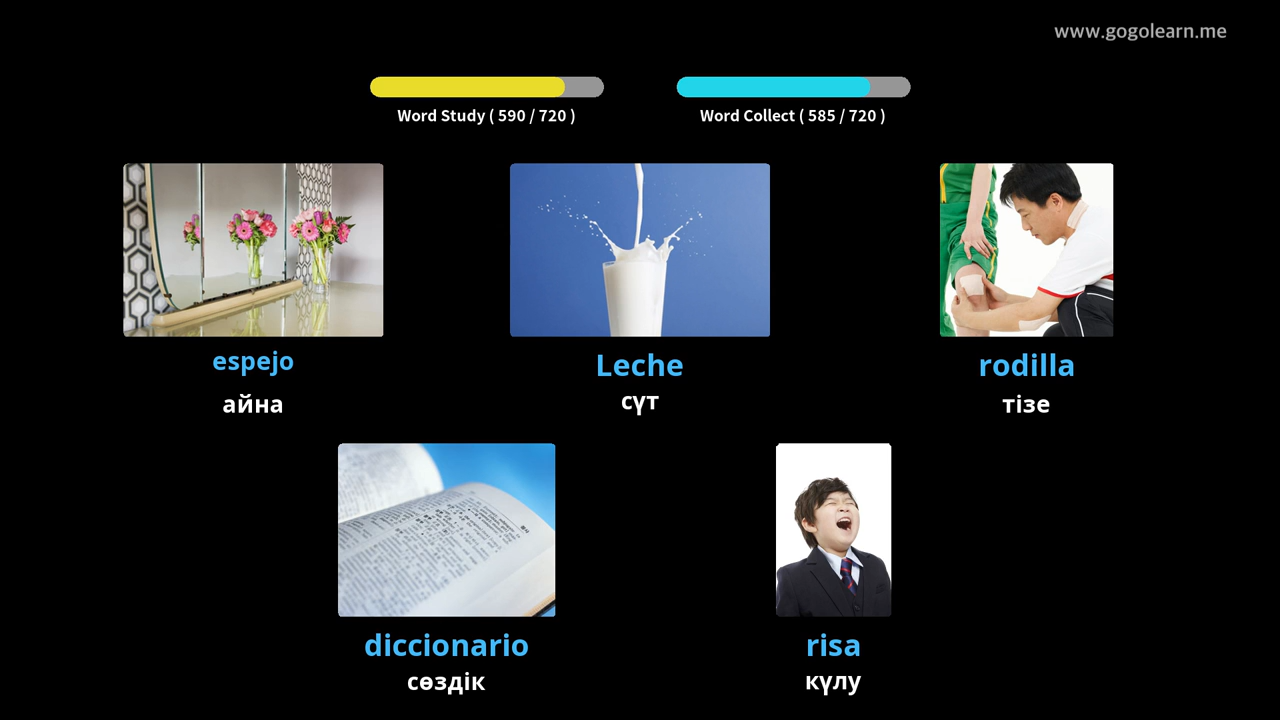 www.gogolearn.me
Word Study ( 590 / 720 )
Word Collect ( 585 / 720 )
espejo
айна
Leche
сүт
rodilla
тізе
diccionario
сөздік
risa
күлу